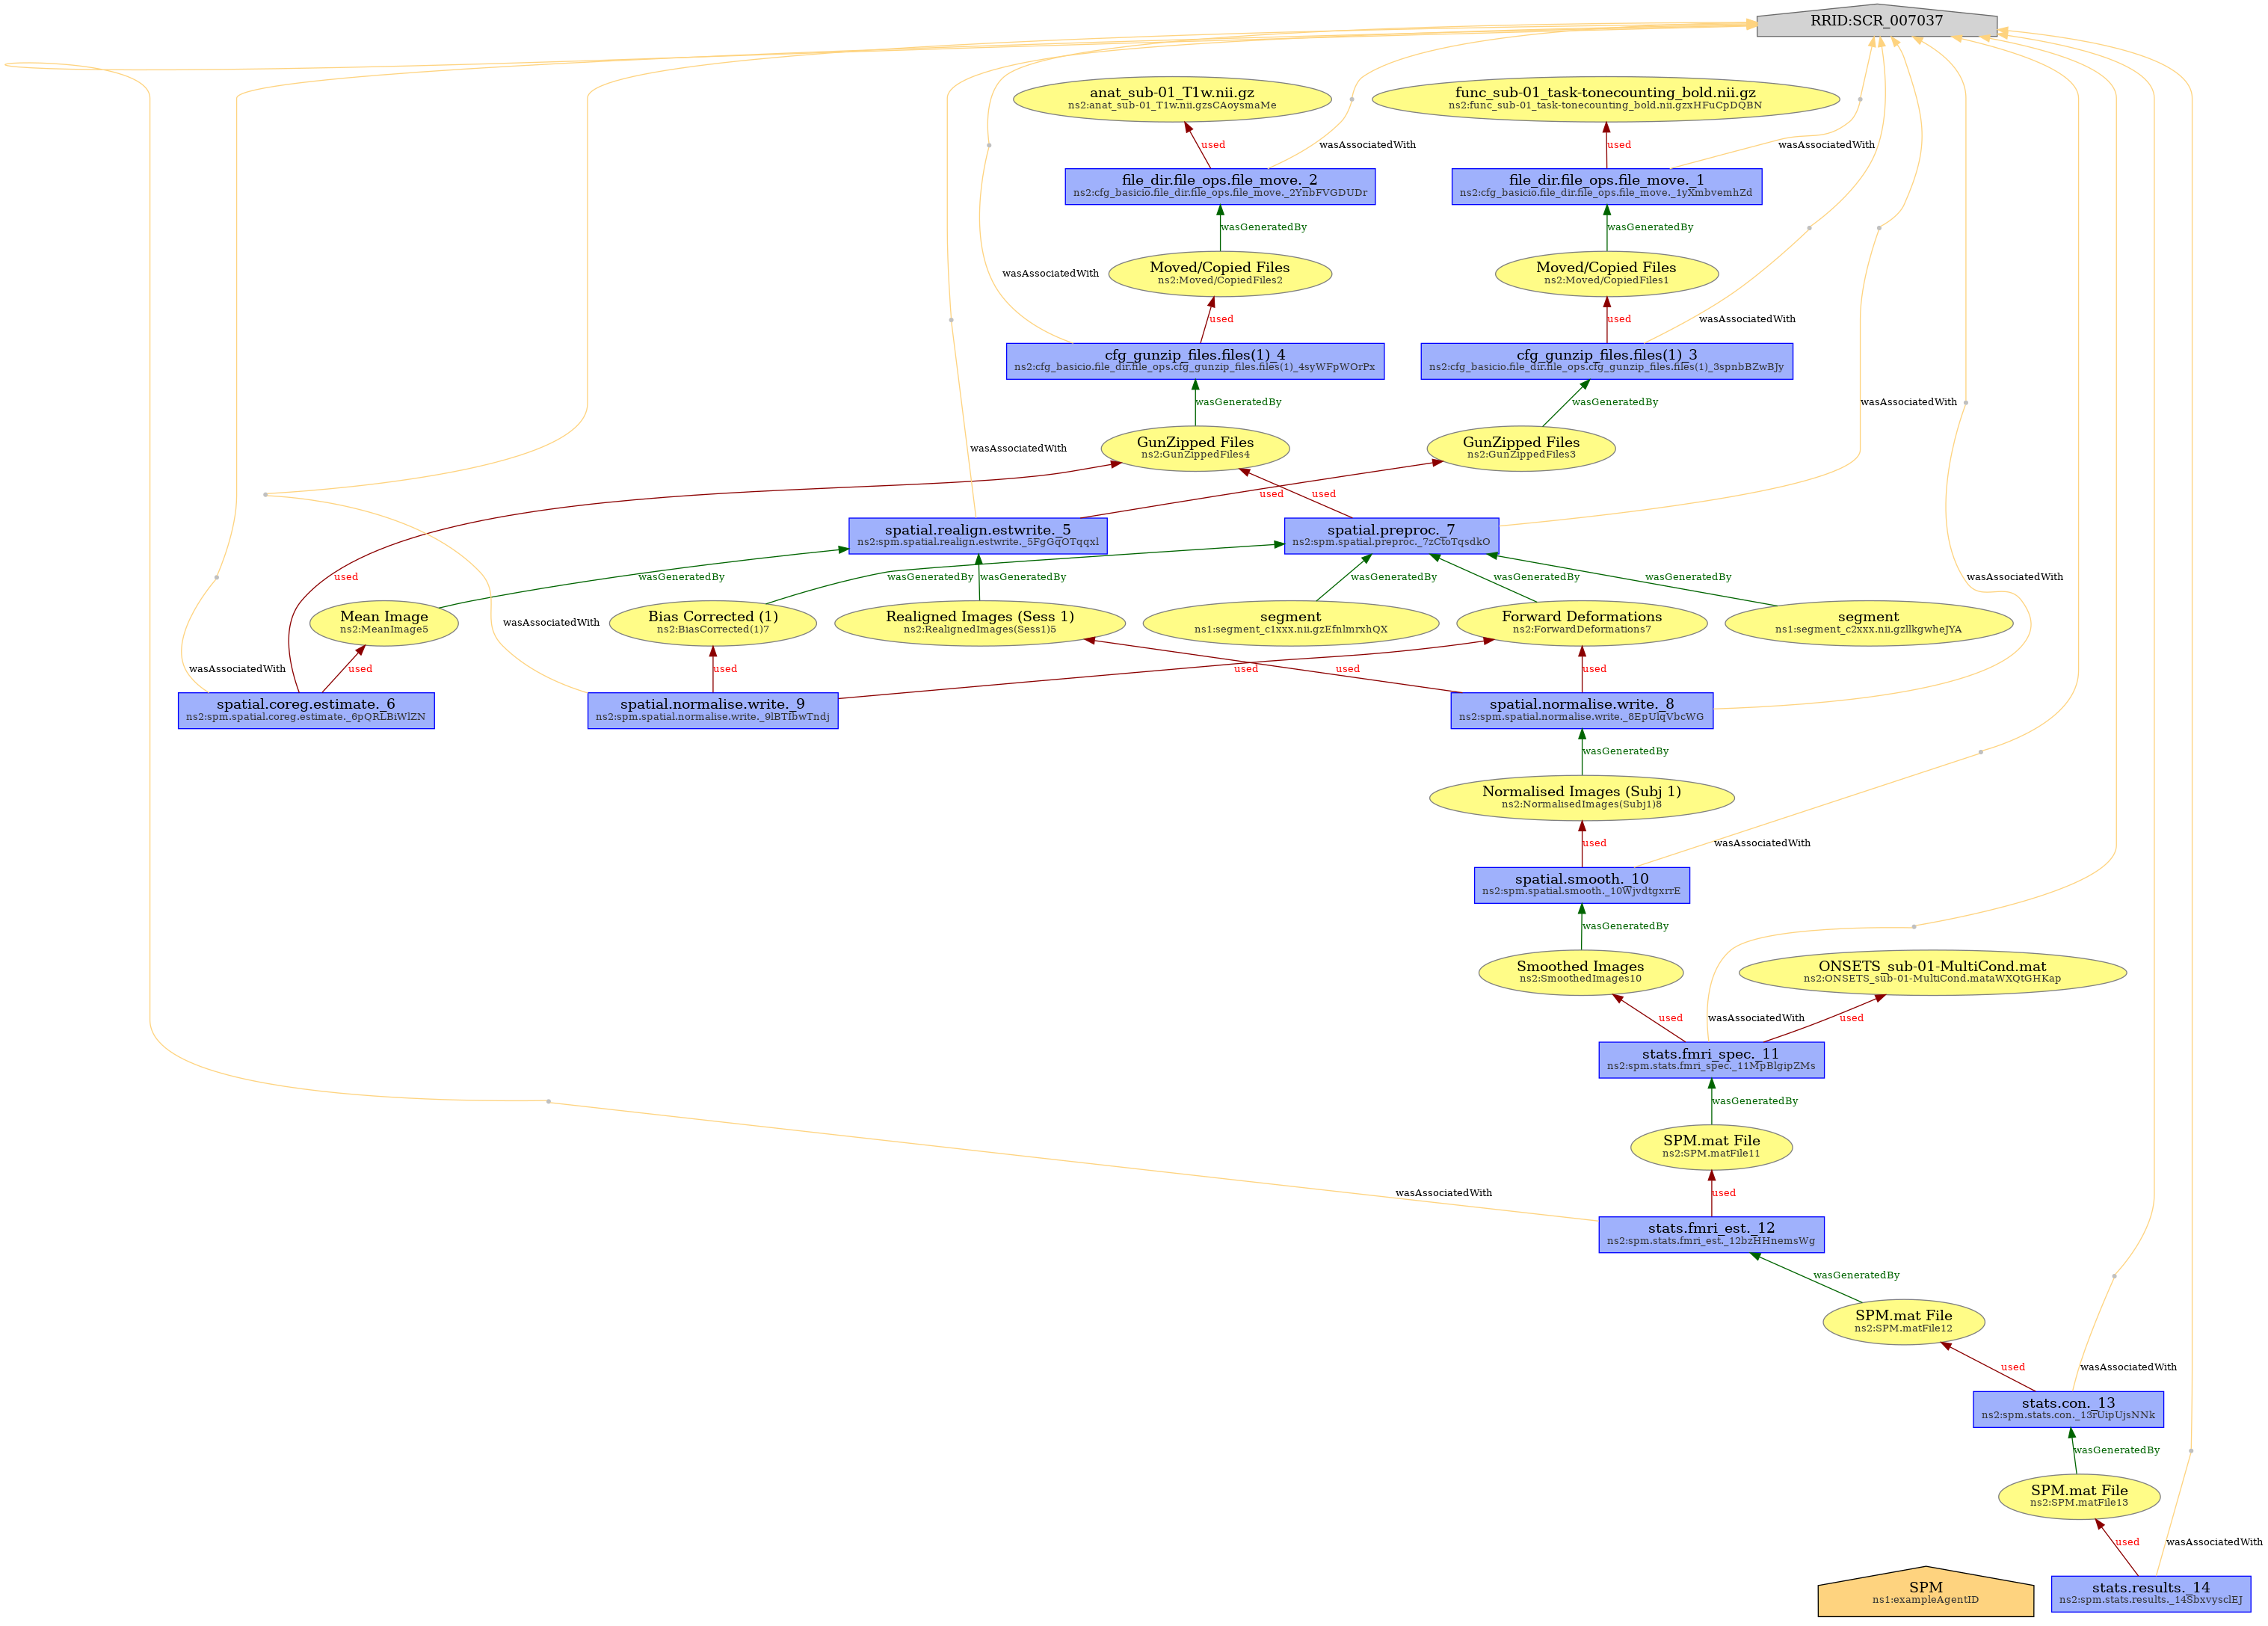 RRID:SCR_007037
anat_sub-01_T1w.nii.gz
ns2:anat_sub-01_T1w.nii.gzsCAoysmaMe
func_sub-01_task-tonecounting_bold.nii.gz
ns2:func_sub-01_task-tonecounting_bold.nii.gzxHFuCpDQBN
used
wasAssociatedWith
used
wasAssociatedWith
file_dir.file_ops.file_move._2
ns2:cfg_basicio.file_dir.file_ops.file_move._2YnbFVGDUDr
file_dir.file_ops.file_move._1
ns2:cfg_basicio.file_dir.file_ops.file_move._1yXmbvemhZd
wasGeneratedBy
wasGeneratedBy
Moved/Copied Files
ns2:Moved/CopiedFiles2
Moved/Copied Files
ns2:Moved/CopiedFiles1
wasAssociatedWith
used
used
wasAssociatedWith
cfg_gunzip_files.files(1)_4
ns2:cfg_basicio.file_dir.file_ops.cfg_gunzip_files.files(1)_4syWFpWOrPx
cfg_gunzip_files.files(1)_3
ns2:cfg_basicio.file_dir.file_ops.cfg_gunzip_files.files(1)_3spnbBZwBJy
wasGeneratedBy
wasGeneratedBy
wasAssociatedWith
GunZipped Files
ns2:GunZippedFiles4
GunZipped Files
ns2:GunZippedFiles3
wasAssociatedWith
used
used
spatial.realign.estwrite._5
ns2:spm.spatial.realign.estwrite._5FgGqOTqqxl
spatial.preproc._7
ns2:spm.spatial.preproc._7zCtoTqsdkO
used
wasGeneratedBy
wasGeneratedBy
wasGeneratedBy
wasGeneratedBy
wasGeneratedBy
wasGeneratedBy
wasAssociatedWith
Mean Image
ns2:MeanImage5
Bias Corrected (1)
ns2:BiasCorrected(1)7
Realigned Images (Sess 1)
ns2:RealignedImages(Sess1)5
segment
ns1:segment_c1xxx.nii.gzEfnlmrxhQX
Forward Deformations
ns2:ForwardDeformations7
segment
ns1:segment_c2xxx.nii.gzllkgwheJYA
wasAssociatedWith
wasAssociatedWith
used
used
used
used
used
spatial.coreg.estimate._6
ns2:spm.spatial.coreg.estimate._6pQRLBiWlZN
spatial.normalise.write._9
ns2:spm.spatial.normalise.write._9lBTlbwTndj
spatial.normalise.write._8
ns2:spm.spatial.normalise.write._8EpUlqVbcWG
wasGeneratedBy
Normalised Images (Subj 1)
ns2:NormalisedImages(Subj1)8
used
wasAssociatedWith
spatial.smooth._10
ns2:spm.spatial.smooth._10WjvdtgxrrE
wasGeneratedBy
Smoothed Images
ns2:SmoothedImages10
ONSETS_sub-01-MultiCond.mat
ns2:ONSETS_sub-01-MultiCond.mataWXQtGHKap
used
wasAssociatedWith
used
stats.fmri_spec._11
ns2:spm.stats.fmri_spec._11MpBlgipZMs
wasGeneratedBy
SPM.mat File
ns2:SPM.matFile11
wasAssociatedWith
used
stats.fmri_est._12
ns2:spm.stats.fmri_est._12bzHHnemsWg
wasGeneratedBy
SPM.mat File
ns2:SPM.matFile12
used
wasAssociatedWith
stats.con._13
ns2:spm.stats.con._13rUipUjsNNk
wasGeneratedBy
SPM.mat File
ns2:SPM.matFile13
used
wasAssociatedWith
SPM
ns1:exampleAgentID
stats.results._14
ns2:spm.stats.results._14SbxvysclEJ